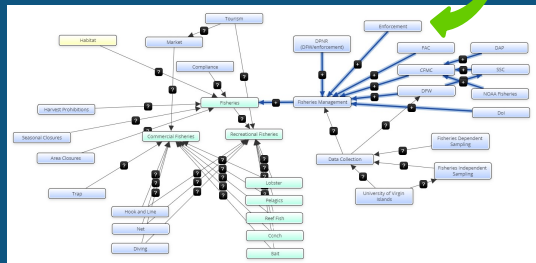 Tourism
Enforcement
Habitat
Market
DPNR
(DFW/enforcement)
FAC
DAP
Compliance
CFMC
SSC
Harvest Prohibitions
Fisheries
Fisheries Management
DFW
NOAA Fisheries
DoI
Seasonal Closures
Commercial Fisheries
Recreational Fisheries
Fisheries Dependent
Sampling
Area Closures
Data Collection
Fisheries Independent
Sampling
Trap
Lobster
University of Virgin
Islands
Pelagics
Hook and Line
Reef Fish
Net
Conch
Diving
Bait